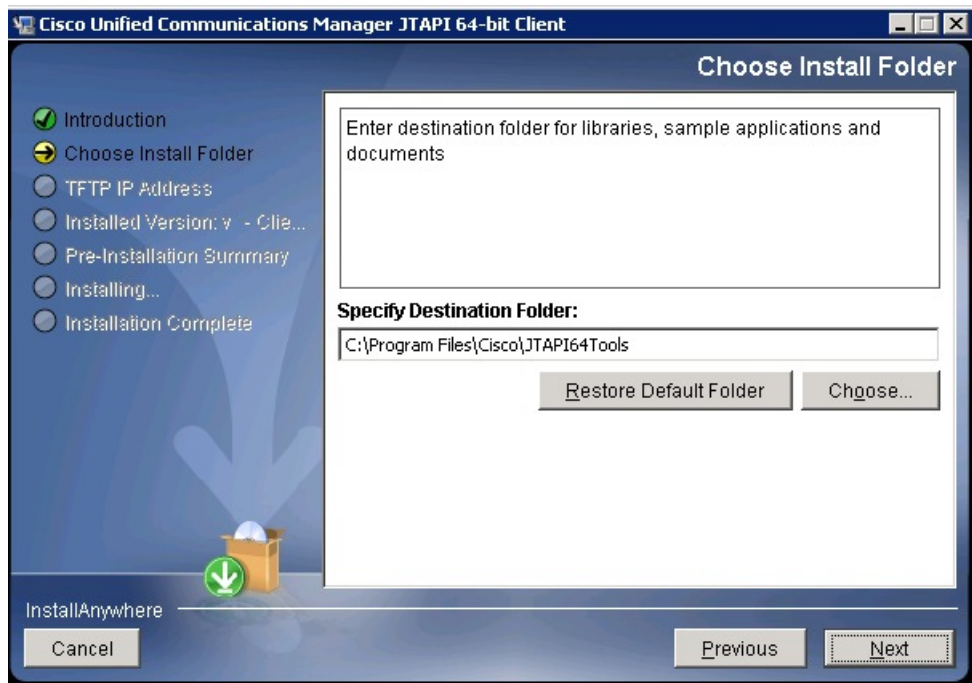 Cisco Unified Communications Manager JTAPI 64-bit Client
Choose Install Folder
Introduction
Choose Install Folder
TFTP IP Address
Installed Version: v  - Clie...
Pre-Installation Summary
Installing...
Installation Complete
Enter destination folder for libraries, sample applications and
documents
Specify Destination Folder:
C:\Program Files\Cisco\JTAPI64Tools
Restore Default Folder
Choose...
InstallAnywhere
Cancel
Previous
Next